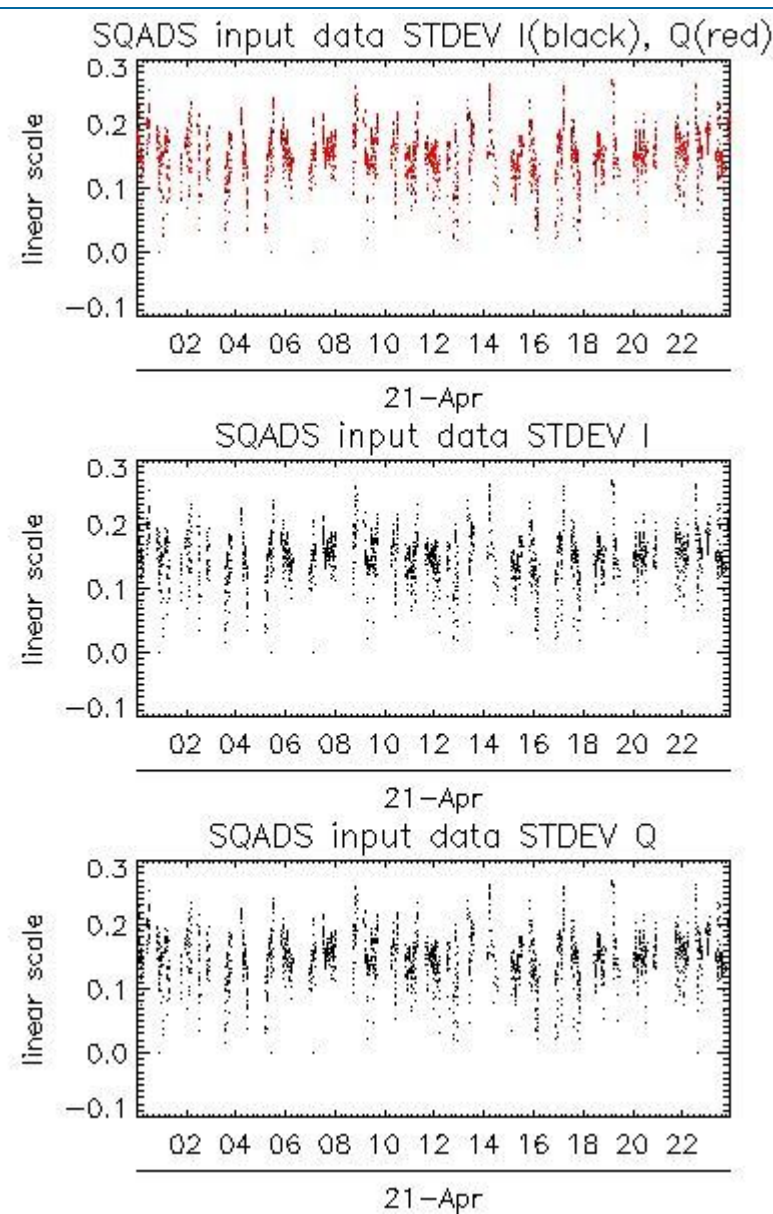 SQADS input data STDEV I(black), Q(red)
0.3
0.2
0.1
0.0
−0.1
linear scale
02 04 06 08 10 12 14 16 18 20 22
21−Apr
SQADS input data STDEV I
0.3
0.2
0.1
0.0
−0.1
linear scale
02 04 06 08 10 12 14 16 18 20 22
21−Apr
SQADS input data STDEV Q
0.3
0.2
0.1
0.0
−0.1
linear scale
02 04 06 08 10 12 14 16 18 20 22
21−Apr